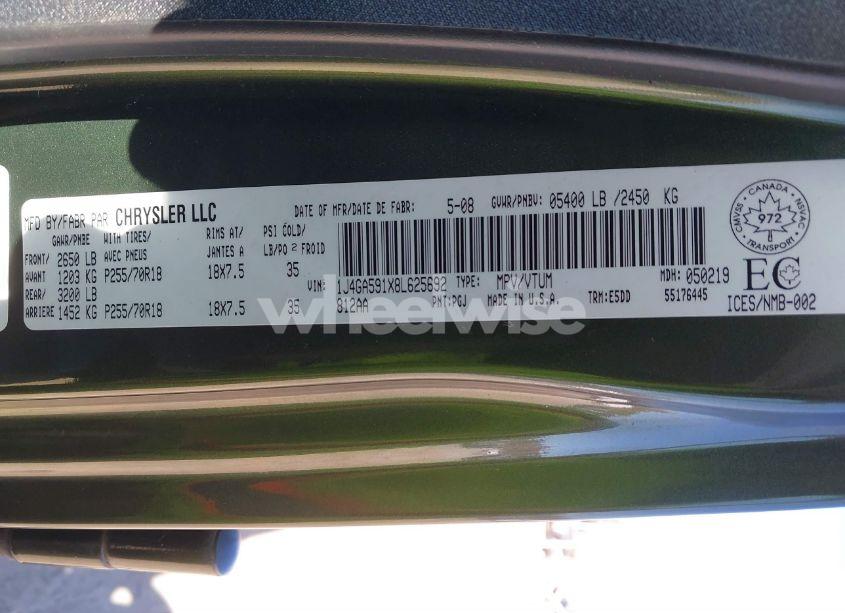 MFD BY/FABR PAR CHRYSLER LLC
DATE OF MFR/DATE DE FABR: 5-08 GVWR/PNBV: 05400 LB /2450 KG
GAWR/PNBE WITH TIRES/ RIMS AT/ PSI COLD/
AVEC PNEUS JANTES A LB/PO 2 FROID
FRONT/ 2650 LB
AVANT 1203 KG P255/70R18 18X7.5 35
REAR/ 3200 LB
ARRIERE 1452 KG P255/70R18 18X7.5 35
VIN: 1J4GA591X8L625692 TYPE: MPV/VTUM MDH: 050219
812AA PNT:PGJ MADE IN U.S.A. TRM:E5DD 55176445
CANADA
CMVSS 972 NSVAC
TRANSPORT
EC
ICES/NMB-002
wheelwise